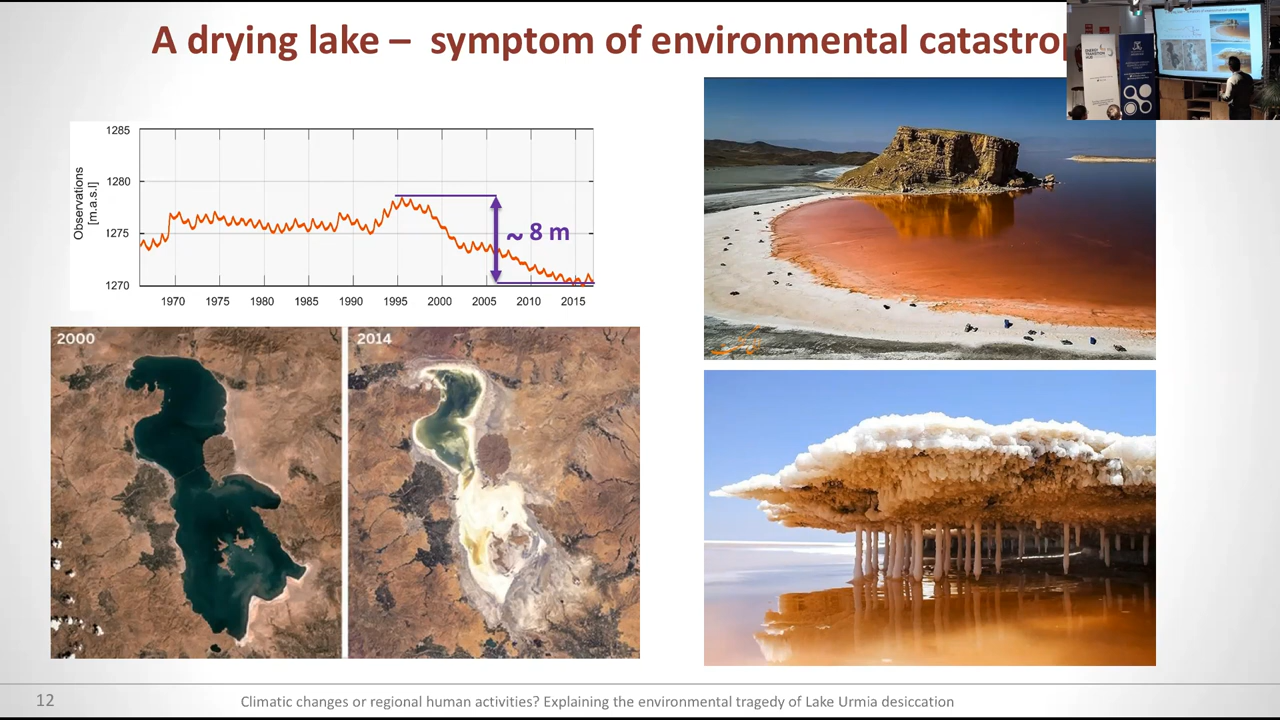 A drying lake – symptom of environmental catastro
1285
1280
1275
1270
Observations
[m.a.s.l]
~ 8 m
1970 1975 1980 1985 1990 1995 2000 2005 2010 2015
2000
2014
12
Climatic changes or regional human activities? Explaining the environmental tragedy of Lake Urmia desiccation